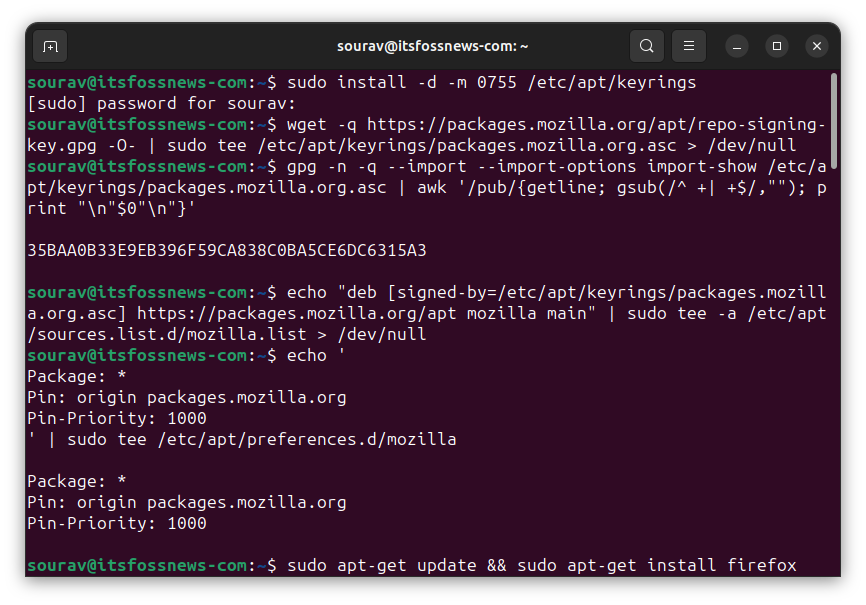 sourav@itsfossnews-com: ~
sourav@itsfossnews-com:~$ sudo install -d -m 0755 /etc/apt/keyrings
[sudo] password for sourav:
sourav@itsfossnews-com:~$ wget -q https://packages.mozilla.org/apt/repo-signing-
key.gpg -O- | sudo tee /etc/apt/keyrings/packages.mozilla.org.asc > /dev/null
sourav@itsfossnews-com:~$ gpg -n -q --import --import-options import-show /etc/a
pt/keyrings/packages.mozilla.org.asc | awk '/pub/{getline; gsub(/^ +| +$/,""); p
rint "\n"$0"\n"}'
35BAA0B33E9EB396F59CA838C0BA5CE6DC6315A3
sourav@itsfossnews-com:~$ echo "deb [signed-by=/etc/apt/keyrings/packages.mozill
a.org.asc] https://packages.mozilla.org/apt mozilla main" | sudo tee -a /etc/apt
/sources.list.d/mozilla.list > /dev/null
sourav@itsfossnews-com:~$ echo '
Package: *
Pin: origin packages.mozilla.org
Pin-Priority: 1000
' | sudo tee /etc/apt/preferences.d/mozilla
Package: *
Pin: origin packages.mozilla.org
Pin-Priority: 1000
sourav@itsfossnews-com:~$ sudo apt-get update && sudo apt-get install firefox